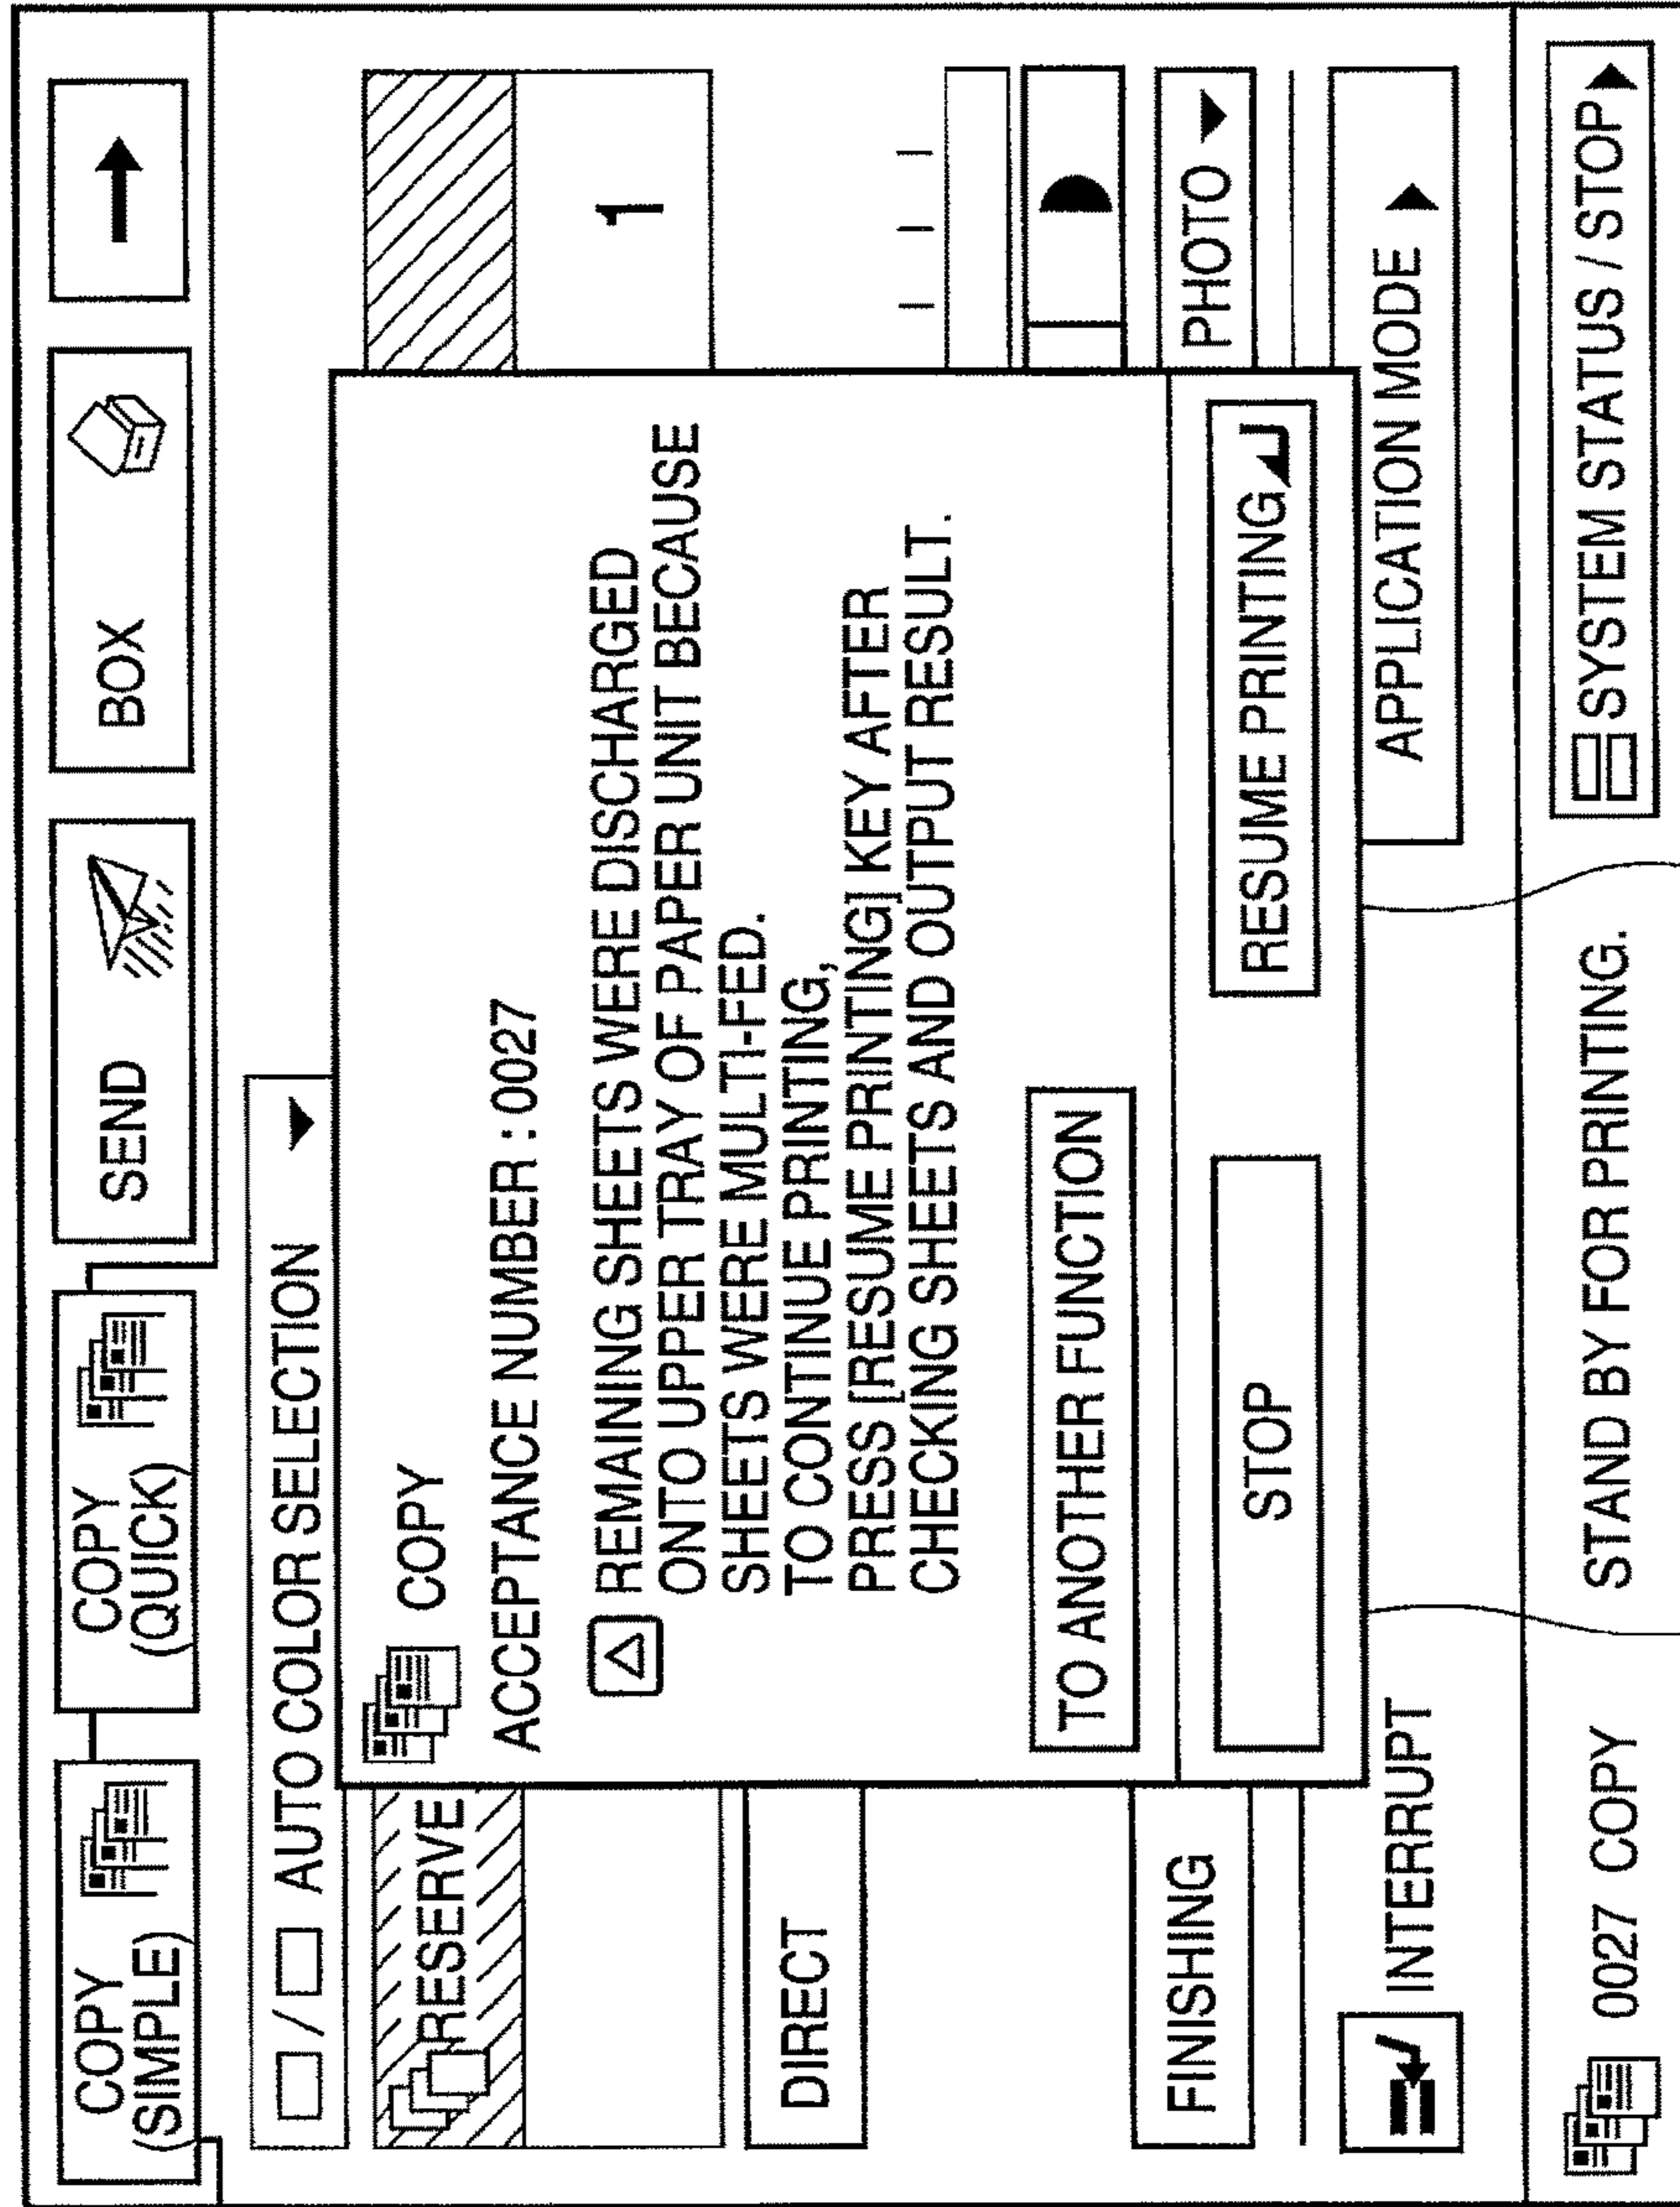 COPY
(SIMPLE)
COPY
(QUICK)
SEND
BOX
AUTO COLOR SELECTION
RESERVE
1
COPY
ACCEPTANCE NUMBER : 0027
REMAINING SHEETS WERE DISCHARGED
ONTO UPPER TRAY OF PAPER UNIT BECAUSE
SHEETS WERE MULTI-FED.
TO CONTINUE PRINTING,
PRESS [RESUME PRINTING] KEY AFTER
CHECKING SHEETS AND OUTPUT RESULT.
DIRECT
TO ANOTHER FUNCTION
FINISHING
PHOTO
STOP
RESUME PRINTING
INTERRUPT
APPLICATION MODE
0027 COPY STAND BY FOR PRINTING.
SYSTEM STATUS / STOP